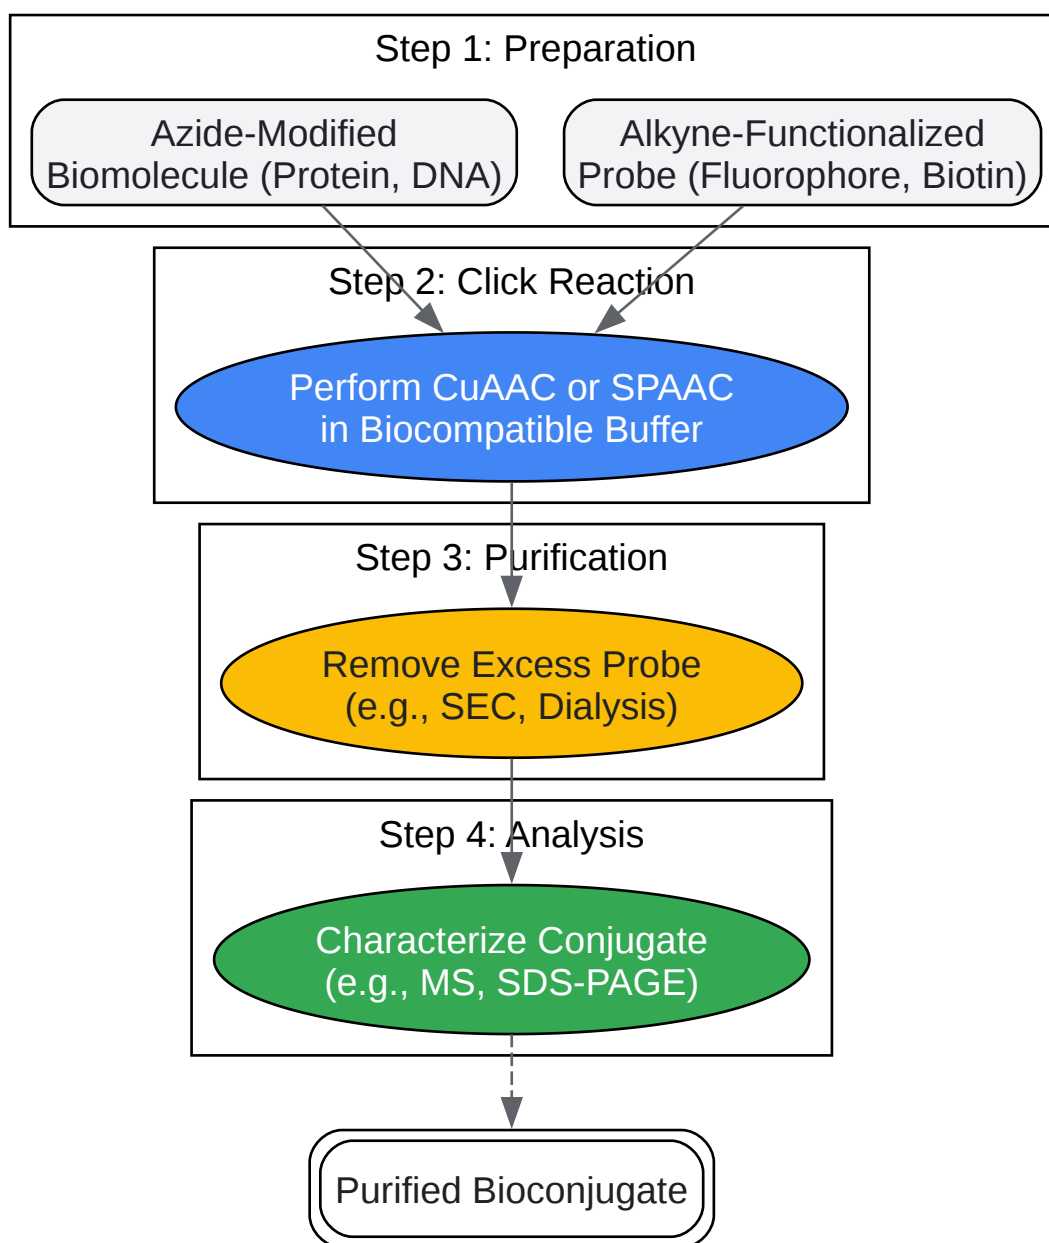 Step 1: Preparation
Azide-Modified
Biomolecule (Protein, DNA)
Alkyne-Functionalized
Probe (Fluorophore, Biotin)
Step 2: Click Reaction
Perform CuAAC or SPAAC
in Biocompatible Buffer
Step 3: Purification
Remove Excess Probe
(e.g., SEC, Dialysis)
Step 4: Analysis
Characterize Conjugate
(e.g., MS, SDS-PAGE)
Purified Bioconjugate